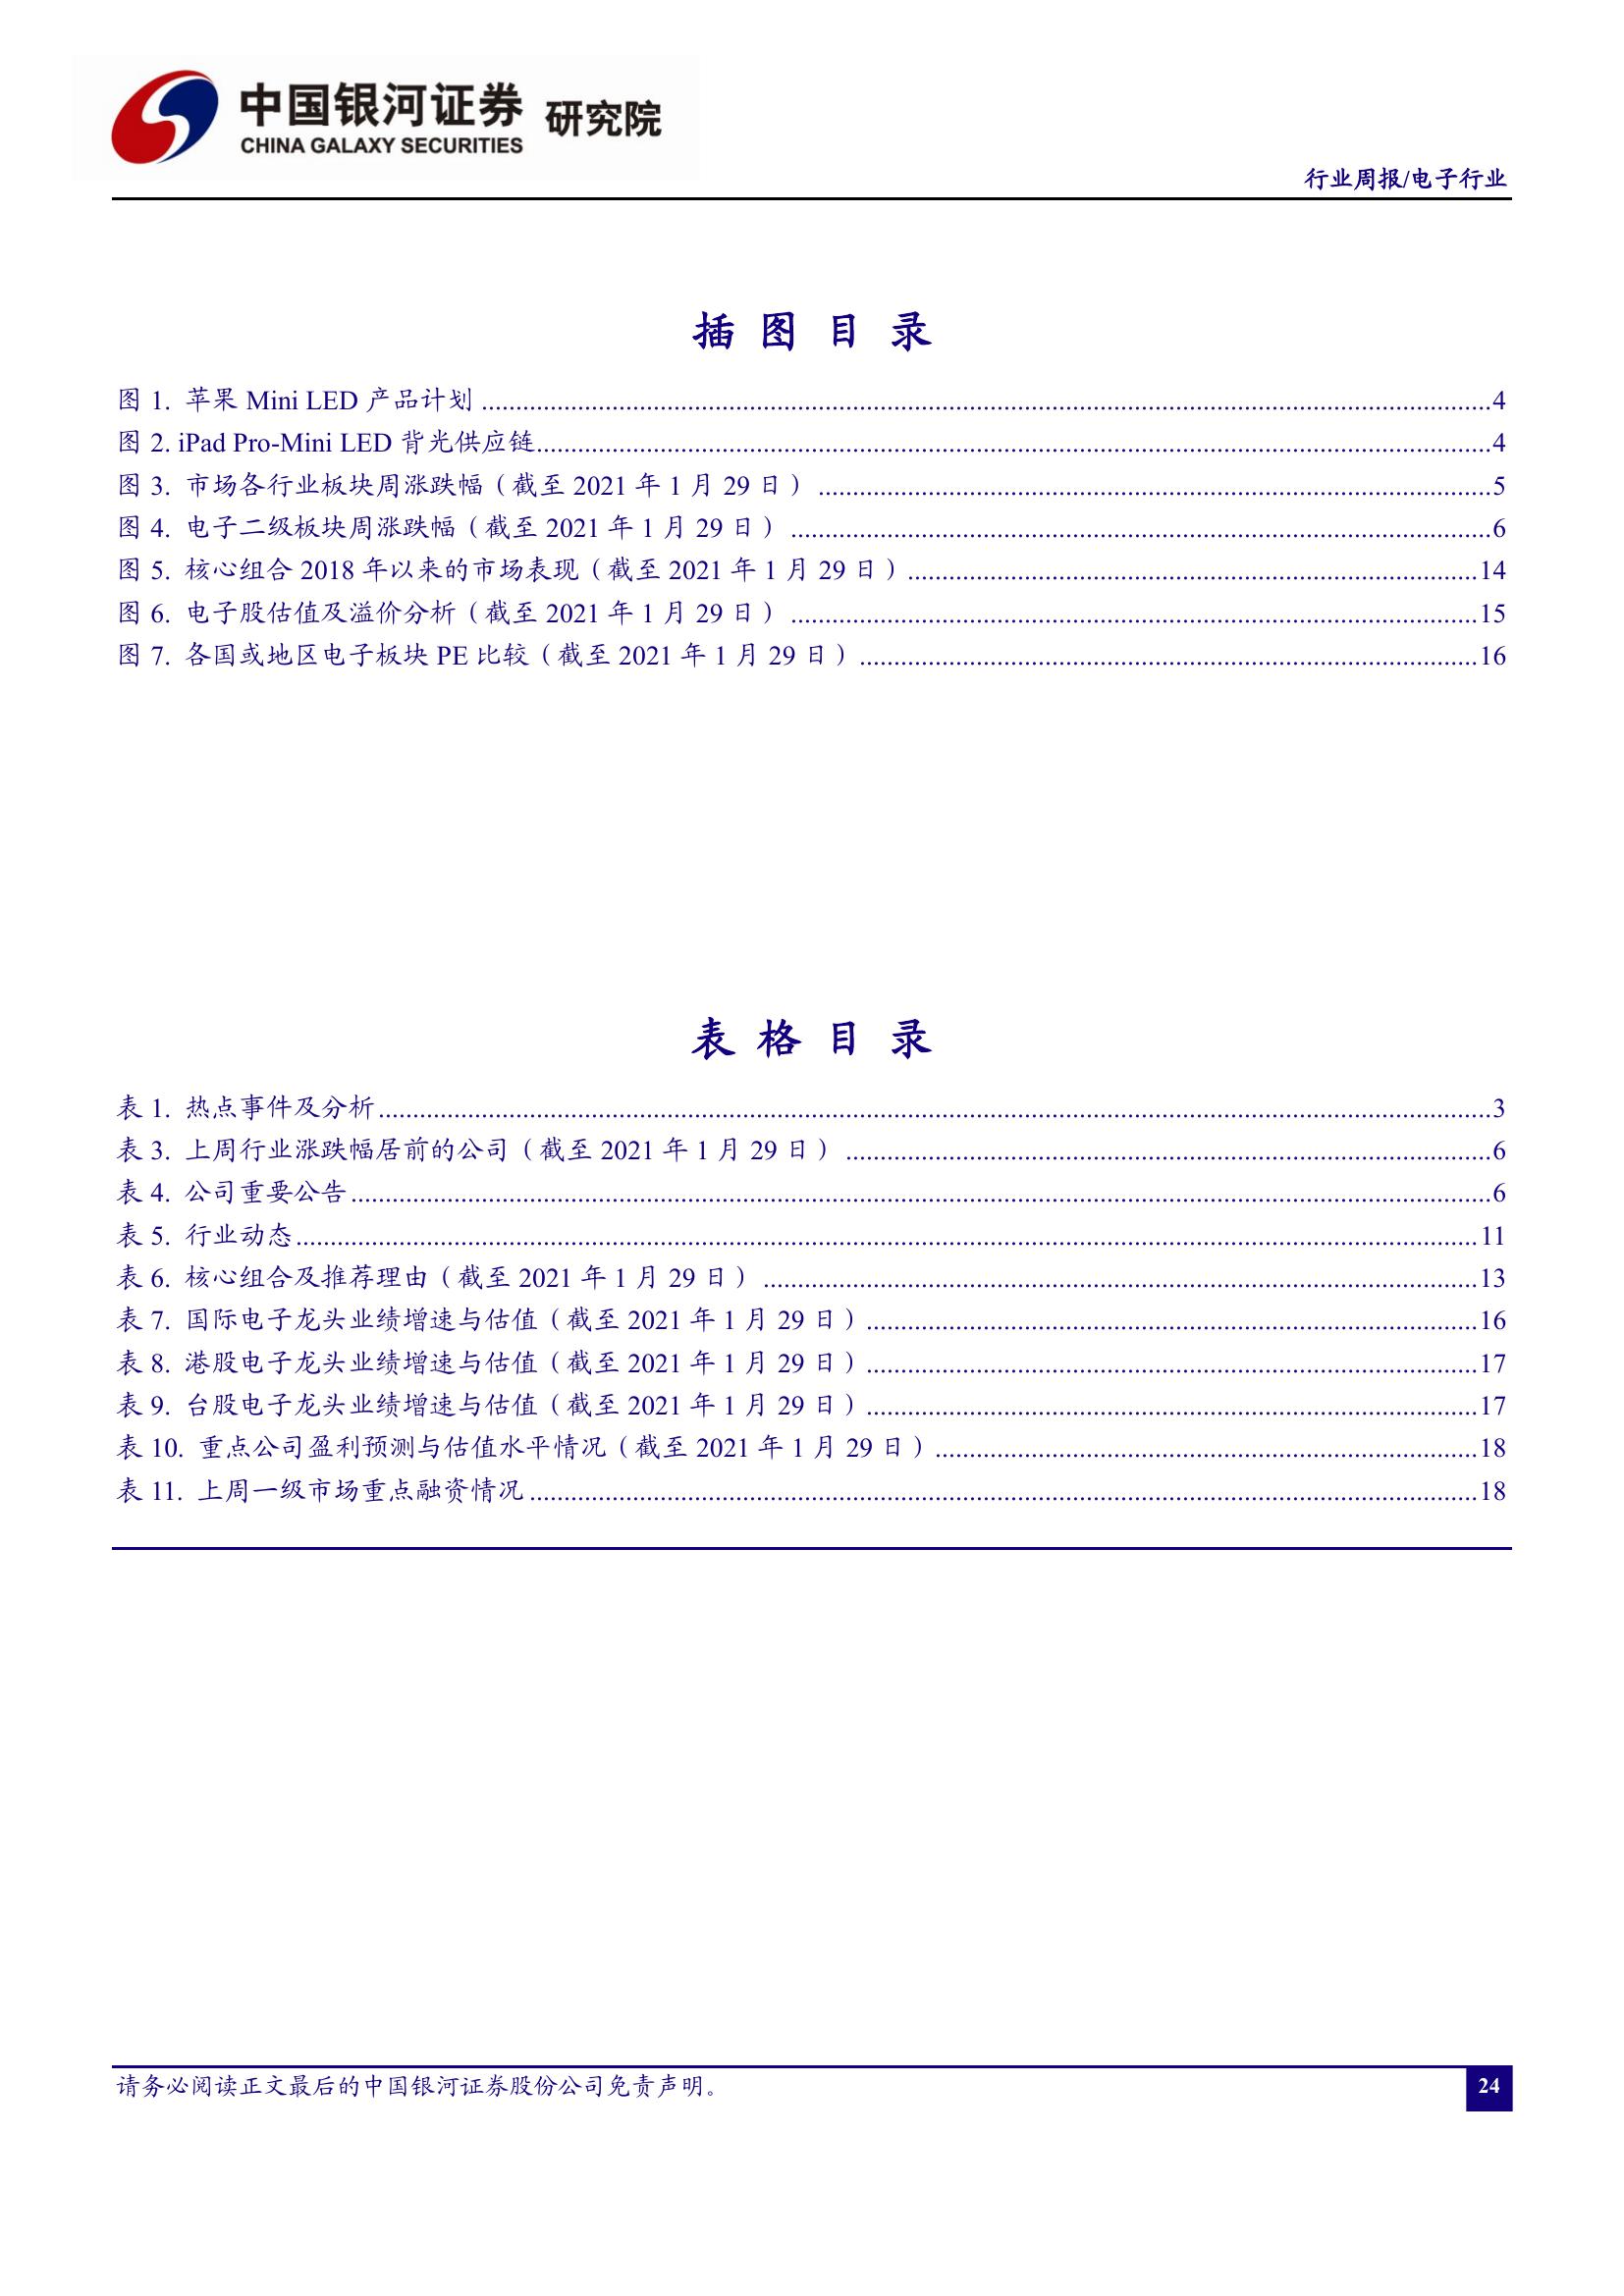 中国银河证券 研究院
CHINA GALAXY SECURITIES
行业周报/电子行业
插 图 目 录
图 1. 苹果 Mini LED 产品计划 ........................4
图 2. iPad Pro-Mini LED 背光供应链........................4
图 3. 市场各行业板块周涨跌幅（截至 2021 年 1 月 29 日） ........................5
图 4. 电子二级板块周涨跌幅（截至 2021 年 1 月 29 日） ........................6
图 5. 核心组合 2018 年以来的市场表现（截至 2021 年 1 月 29 日）........................14
图 6. 电子股估值及溢价分析（截至 2021 年 1 月 29 日） ........................15
图 7. 各国或地区电子板块 PE 比较（截至 2021 年 1 月 29 日）........................16
表 格 目 录
表 1. 热点事件及分析........................3
表 3. 上周行业涨跌幅居前的公司（截至 2021 年 1 月 29 日） ........................6
表 4. 公司重要公告........................6
表 5. 行业动态........................11
表 6. 核心组合及推荐理由（截至 2021 年 1 月 29 日） ........................13
表 7. 国际电子龙头业绩增速与估值（截至 2021 年 1 月 29 日）........................16
表 8. 港股电子龙头业绩增速与估值（截至 2021 年 1 月 29 日）........................17
表 9. 台股电子龙头业绩增速与估值（截至 2021 年 1 月 29 日）........................17
表 10. 重点公司盈利预测与估值水平情况（截至 2021 年 1 月 29 日）........................18
表 11. 上周一级市场重点融资情况........................18
请务必阅读正文最后的中国银河证券股份公司免责声明。
24